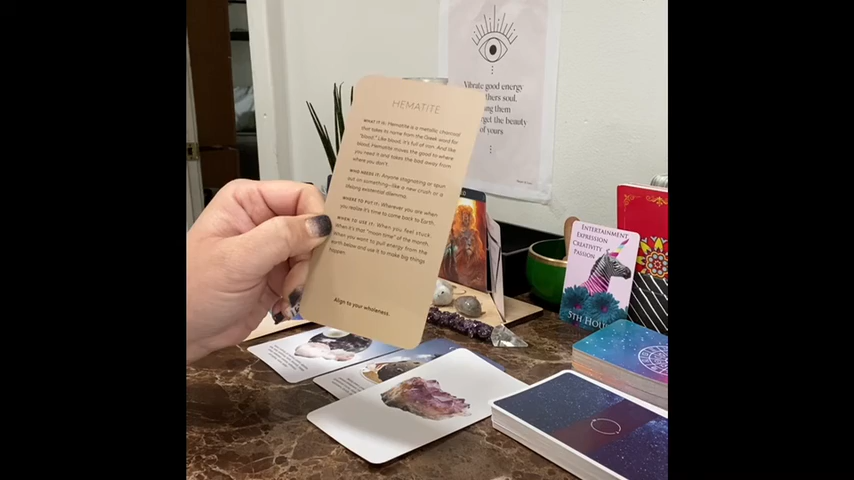 HEMATITE
WHAT IT IS: Hematite is a metallic charcoal
that takes its name from the Greek word for
"blood." Like blood, it's full of iron. And like
blood, Hematite moves the good to where
you need it and takes the bad away from
where you don't.
WHO NEEDS IT: Anyone stagnating or spun
out on something—like a new crush or a
lifelong existential dilemma.
WHERE TO PUT IT: Wherever you are when
you realize it's time to come back to Earth.
WHEN TO USE IT: When you feel stuck.
When it's that "moon time" of the month.
When you want to pull energy from the
earth below and use it to make big things
happen.
Align to your wholeness.
Vibrate good energy
thers soul.
them
get the beauty
of yours
ENTERTAINMENT
EXPRESSION
CREATIVITY
PASSION
5TH HOU